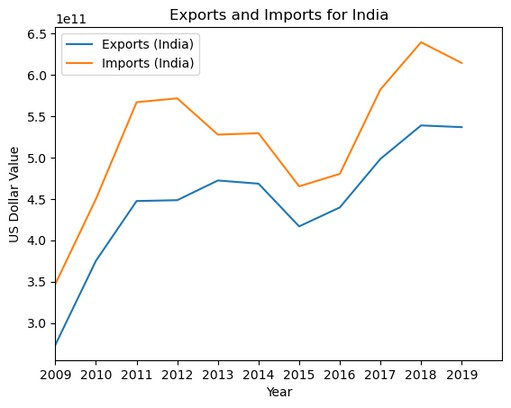 Exports and Imports for India
1e11
Exports (India)
Imports (India)
6.5
6.0
5.5
5.0
4.5
4.0
3.5
3.0
US Dollar Value
2009 2010 2011 2012 2013 2014 2015 2016 2017 2018 2019
Year